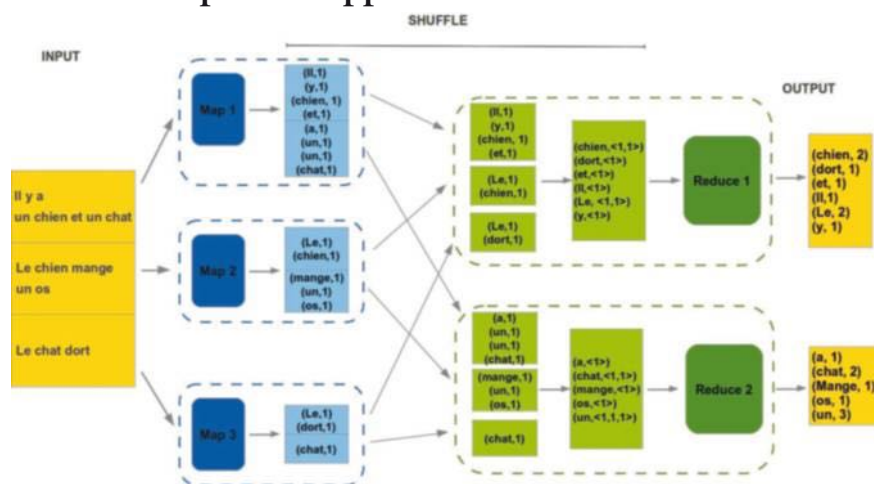 SHUFFLE
INPUT
OUTPUT
Il y a
un chien et un chat
Le chien mange
un os
Le chat dort
Map 1
(Il,1)
(y,1)
(chien, 1)
(et,1)
(a,1)
(un,1)
(un,1)
(chat,1)
Map 2
(Le,1)
(chien,1)
(mange,1)
(un,1)
(os,1)
Map 3
(Le,1)
(dort,1)
(chat,1)
(Il,1)
(y,1)
(chien, 1)
(et,1)
(Le,1)
(chien,1)
(Le,1)
(dort,1)
(chien,<1,1>)
(dort,<1>)
(et,<1>)
(Il,<1>)
(Le, <1,1>)
(y,<1>)
Reduce 1
(chien, 2)
(dort, 1)
(et, 1)
(Il,1)
(Le, 2)
(y, 1)
(a,1)
(un,1)
(un,1)
(chat,1)
(mange,1)
(un,1)
(os,1)
(chat,1)
(a,<1>)
(chat,<1,1>)
(mange,<1>)
(os,<1>)
(un,<1,1,1>)
Reduce 2
(a, 1)
(chat, 2)
(Mange, 1)
(os, 1)
(un, 3)